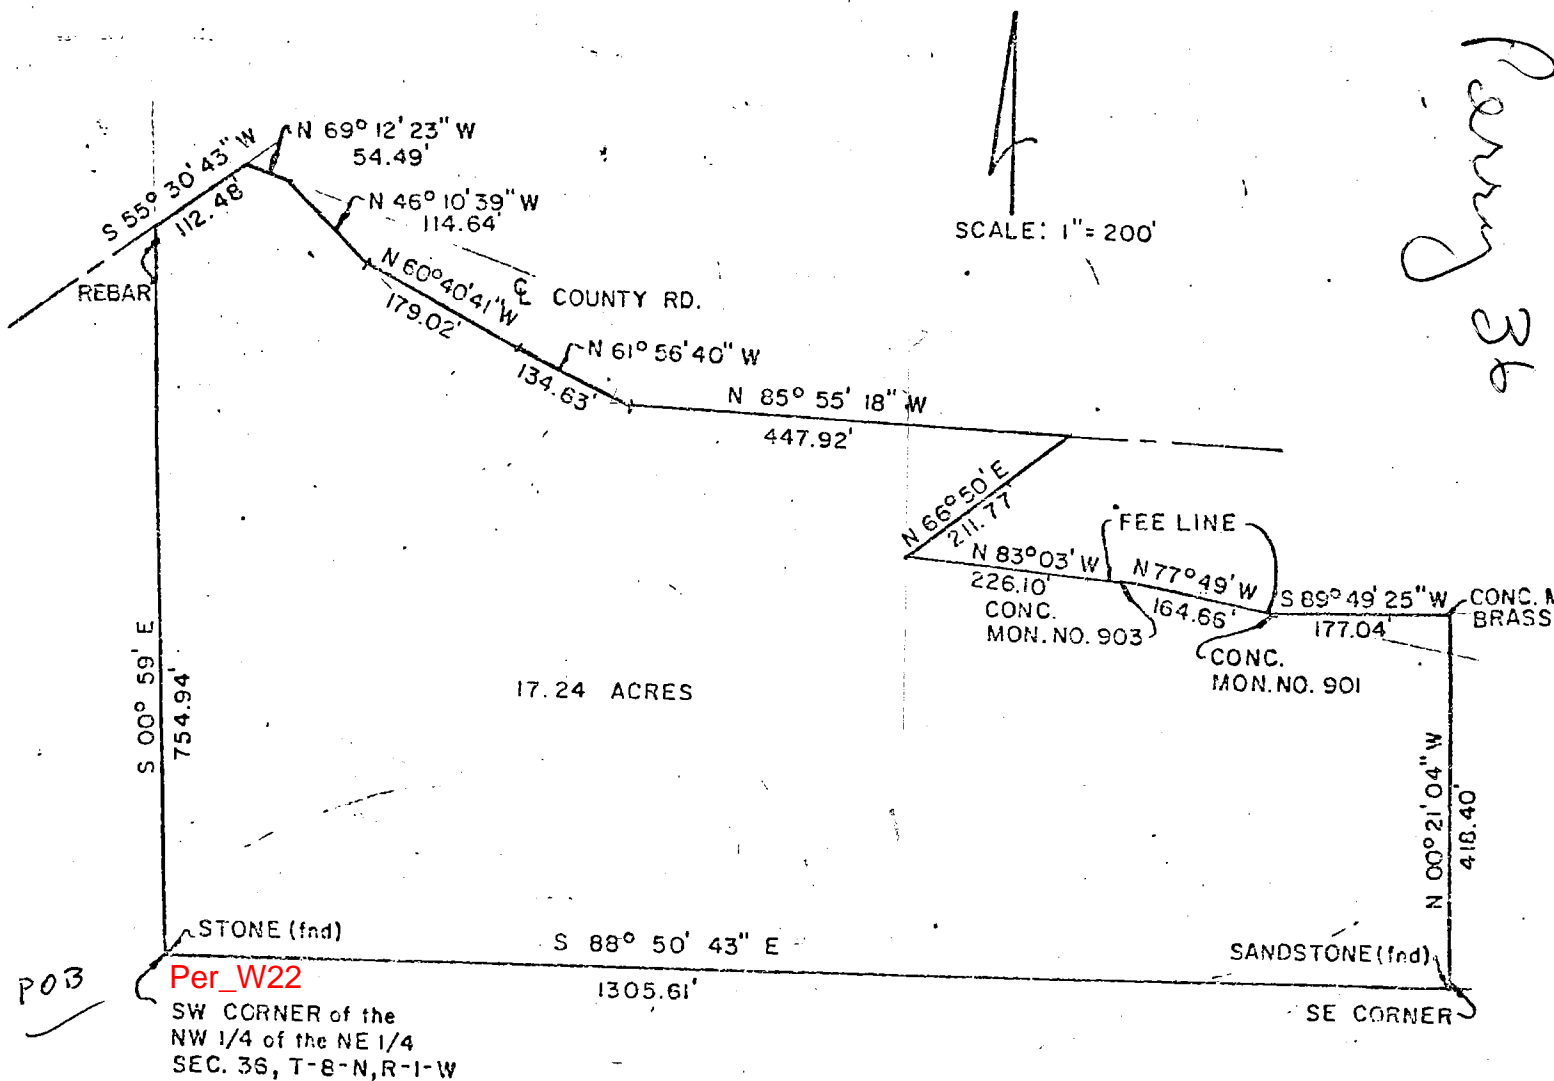 Perry 36
N 69° 12' 23" W
54.49'
S 55° 30' 43" W
112.48'
N 46° 10' 39" W
114.64'
SCALE: 1" = 200'
REBAR
N 60° 40' 41" W
179.02'
℄ COUNTY RD.
N 61° 56' 40" W
134.63'
N 85° 55' 18" W
447.92'
N 66° 50' E
211.77'
FEE LINE
N 83° 03' W
226.10'
CONC.
MON. NO. 903
N 77° 49' W
164.66'
S 89° 49' 25" W
177.04'
CONC. M
BRASS
CONC.
MON. NO. 901
S 00° 59' E
754.94'
17.24 ACRES
N 00° 21' 04" W
418.40'
STONE (fnd)
S 88° 50' 43" E
1305.61'
SANDSTONE (fnd)
POB
Per_W22
SW CORNER of the
NW 1/4 of the NE 1/4
SEC. 36, T-8-N, R-1-W
SE CORNER